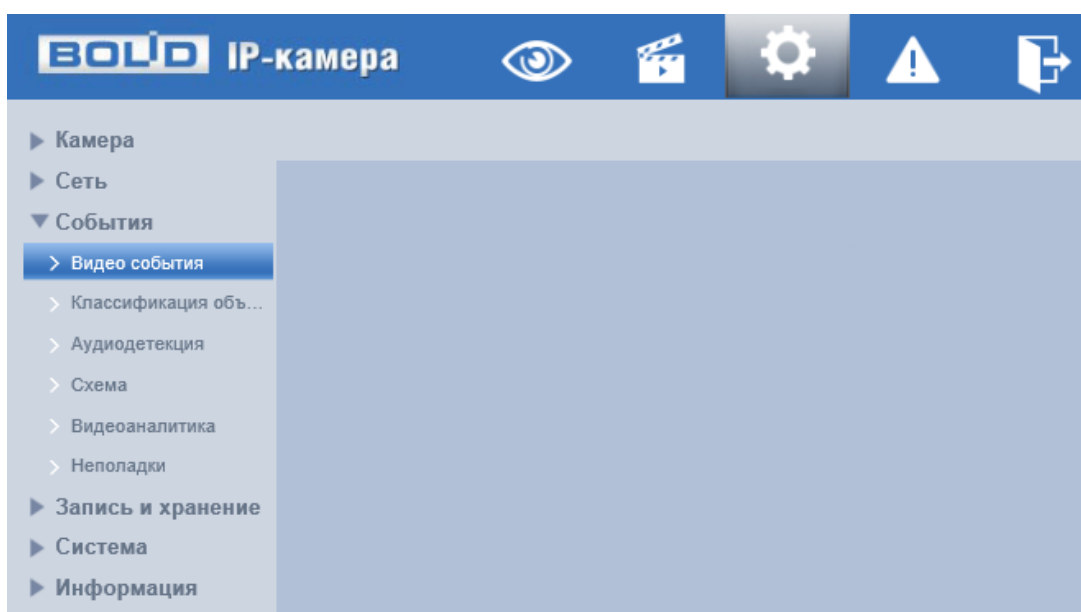 BOLID IP-камера
Камера
Сеть
События
Видео события
Классификация объ...
Аудиодетекция
Схема
Видеоаналитика
Неполадки
Запись и хранение
Система
Информация